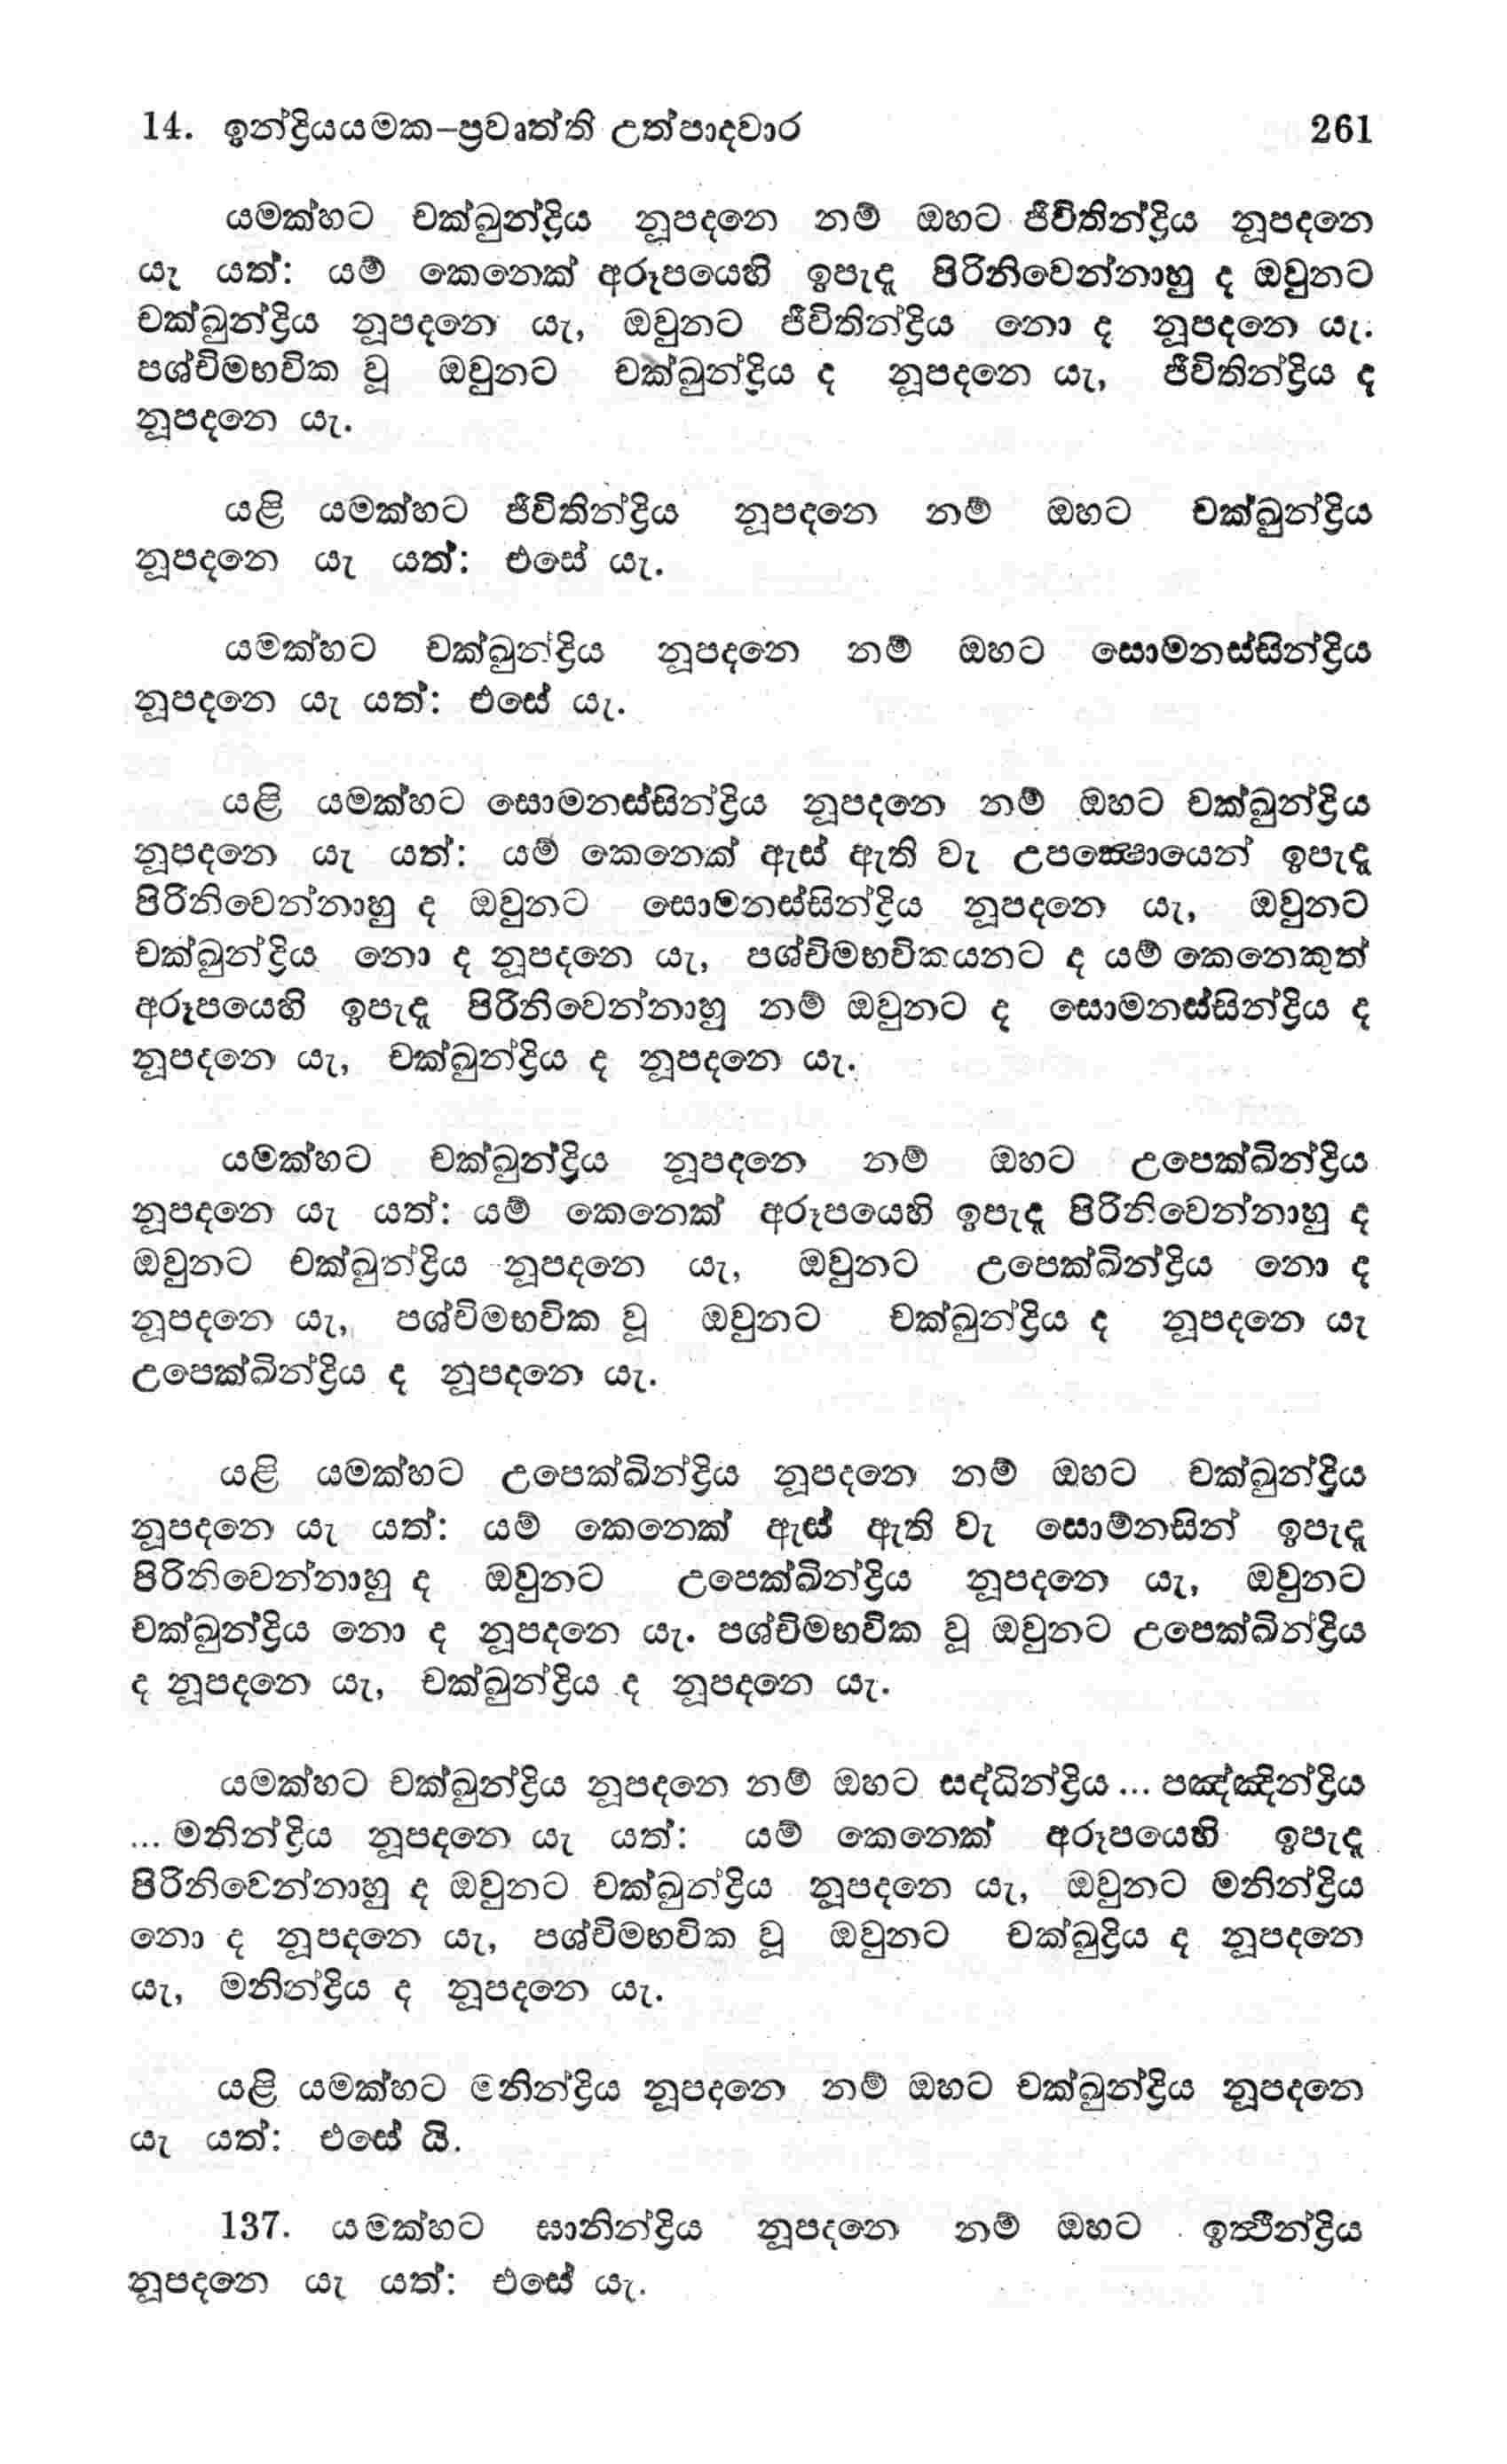 14. ඉන්ද්‍රියයමක–ප්‍රවෘත්ති උත්පාදවාර 261
යමක්හට චක්ඛුන්ද්‍රිය නූපදනෙ නම් ඔහට ජීවිතින්ද්‍රිය නූපදනෙ
යැ යත්: යම් කෙනෙක් අරූපයෙහි ඉපැදූ පිරිනිවෙන්නාහු ද ඔවුනට
චක්ඛුන්ද්‍රිය නූපදනෙ යැ, ඔවුනට ජීවිතින්ද්‍රිය නො ද නූපදනෙ යැ.
පශ්චිමභවික වූ ඔවුනට චක්ඛුන්ද්‍රිය ද නූපදනෙ යැ, ජීවිතින්ද්‍රිය ද
නූපදනෙ යැ.
යළි යමක්හට ජීවිතින්ද්‍රිය නූපදනෙ නම් ඔහට චක්ඛුන්ද්‍රිය
නූපදනෙ යැ යත්: එසේ යැ.
යමක්හට චක්ඛුන්ද්‍රිය නූපදනෙ නම් ඔහට සොමනස්සින්ද්‍රිය
නූපදනෙ යැ යත්: එසේ යැ.
යළි යමක්හට සොමනස්සින්ද්‍රිය නූපදනෙ නම් ඔහට චක්ඛුන්ද්‍රිය
නූපදනෙ යැ යත්: යම් කෙනෙක් ඇස් ඇති වැ උපක්‍ෂොයෙන් ඉපැදූ
පිරිනිවෙන්නාහු ද ඔවුනට සොමනස්සින්ද්‍රිය නූපදනෙ යැ, ඔවුනට
චක්ඛුන්ද්‍රිය නො ද නූපදනෙ යැ, පශ්චිමභවිකයනට ද යම් කෙනෙකුත්
අරූපයෙහි ඉපැදූ පිරිනිවෙන්නාහු නම් ඔවුනට ද සොමනස්සින්ද්‍රිය ද
නූපදනෙ යැ, චක්ඛුන්ද්‍රිය ද නූපදනෙ යැ.
යමක්හට චක්ඛුන්ද්‍රිය නූපදනෙ නම් ඔහට උපෙක්ඛින්ද්‍රිය
නූපදනෙ යැ යත්: යම් කෙනෙක් අරූපයෙහි ඉපැදූ පිරිනිවෙන්නාහු ද
ඔවුනට චක්ඛුන්ද්‍රිය නූපදනෙ යැ, ඔවුනට උපෙක්ඛින්ද්‍රිය නො ද
නූපදනෙ යැ, පශ්චිමභවික වූ ඔවුනට චක්ඛුන්ද්‍රිය ද නූපදනෙ යැ
උපෙක්ඛින්ද්‍රිය ද නූපදනෙ යැ.
යළි යමක්හට උපෙක්ඛින්ද්‍රිය නූපදනෙ නම් ඔහට චක්ඛුන්ද්‍රිය
නූපදනෙ යැ යත්: යම් කෙනෙක් ඇස් ඇති වැ සොම්නසින් ඉපැදූ
පිරිනිවෙන්නාහු ද ඔවුනට උපෙක්ඛින්ද්‍රිය නූපදනෙ යැ, ඔවුනට
චක්ඛුන්ද්‍රිය නො ද නූපදනෙ යැ. පශ්චිමභවික වූ ඔවුනට උපෙක්ඛින්ද්‍රිය
ද නූපදනෙ යැ, චක්ඛුන්ද්‍රිය ද නූපදනෙ යැ.
යමක්හට චක්ඛුන්ද්‍රිය නූපදනෙ නම් ඔහට සද්ධින්ද්‍රිය ... පඤ්ඤින්ද්‍රිය
... මනින්ද්‍රිය නූපදනෙ යැ යත්: යම් කෙනෙක් අරූපයෙහි ඉපැදූ
පිරිනිවෙන්නාහු ද ඔවුනට චක්ඛුන්ද්‍රිය නූපදනෙ යැ, ඔවුනට මනින්ද්‍රිය
නො ද නූපදනෙ යැ, පශ්චිමභවික වූ ඔවුනට චක්ඛුද්‍රිය ද නූපදනෙ
යැ, මනින්ද්‍රිය ද නූපදනෙ යැ.
යළි යමක්හට මනින්ද්‍රිය නූපදනෙ නම් ඔහට චක්ඛුන්ද්‍රිය නූපදනෙ
යැ යත්: එසේ යි.
137. යමක්හට ඝානින්ද්‍රිය නූපදනෙ නම් ඔහට ඉත්‍ථින්ද්‍රිය
නූපදනෙ යැ යත්: එසේ යැ.